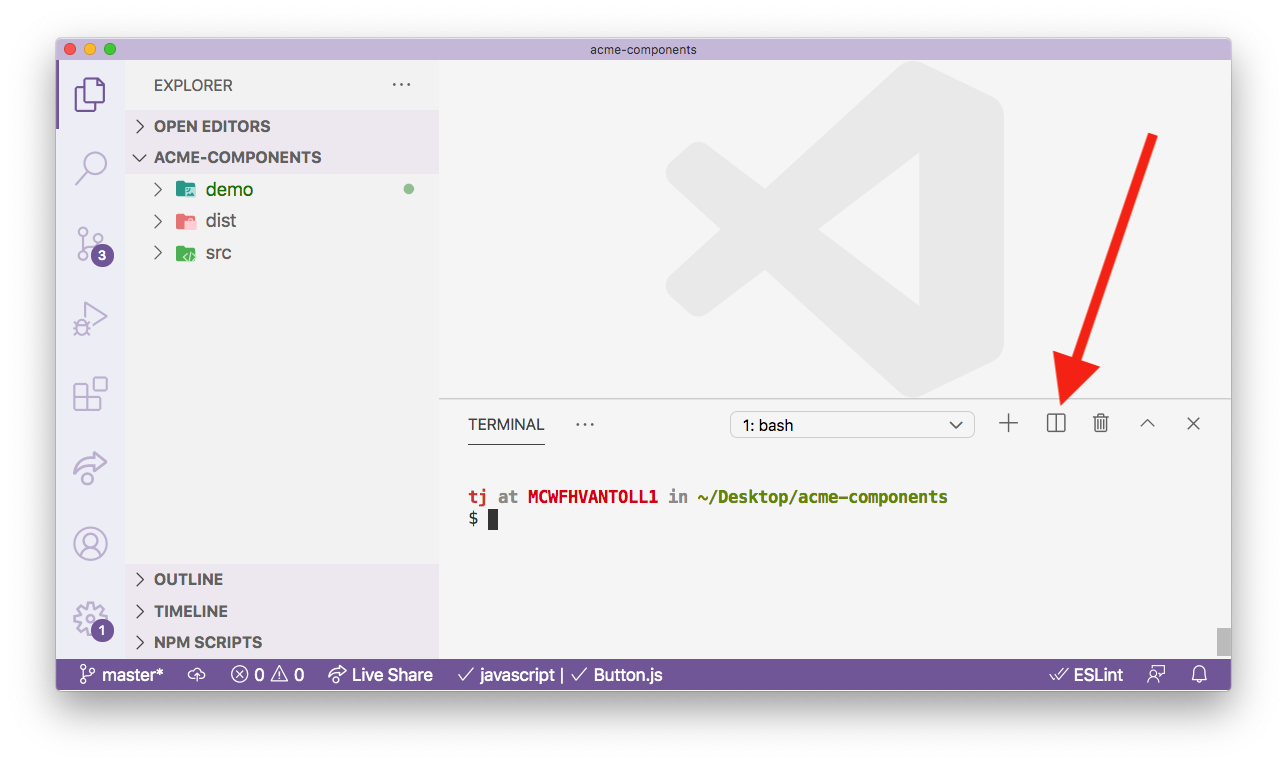 acme-components
EXPLORER
OPEN EDITORS
ACME-COMPONENTS
demo
dist
src
3
1
OUTLINE
TIMELINE
NPM SCRIPTS
TERMINAL
1: bash
tj at MCWFHVANTOLL1 in ~/Desktop/acme-components
$
master* 0 0 Live Share javascript | Button.js ESLint